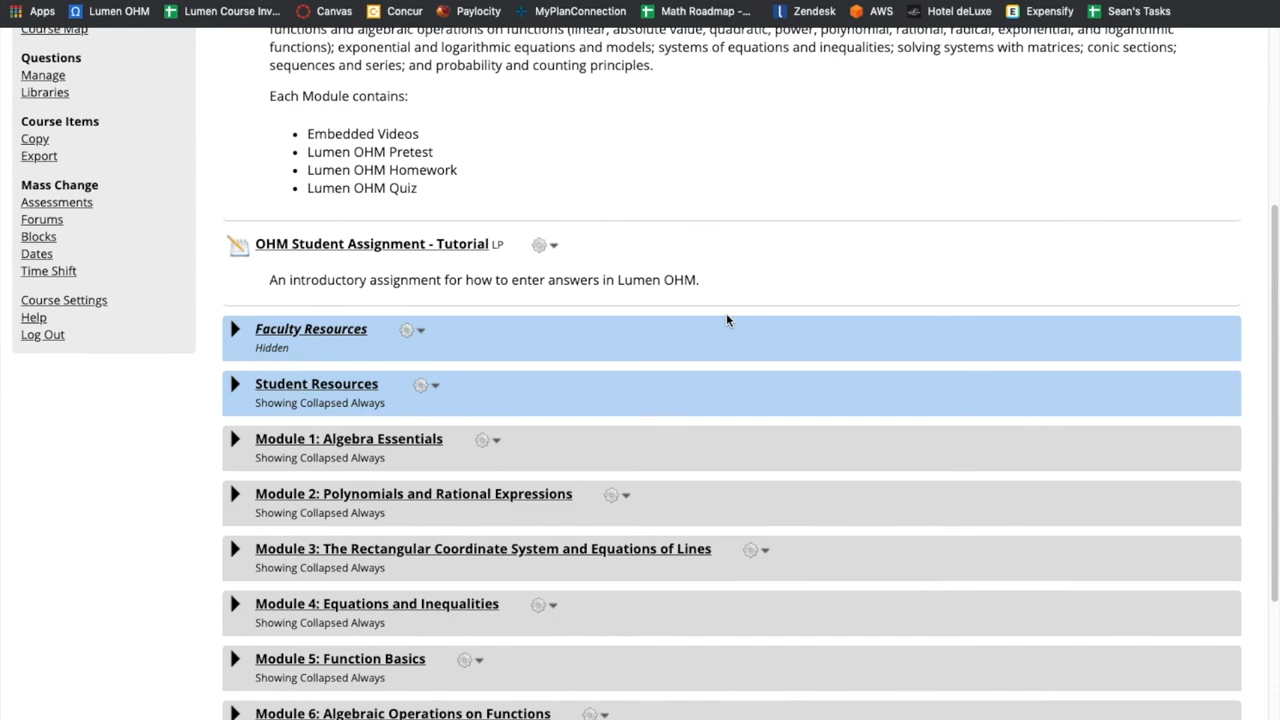 Apps Lumen OHM Lumen Course Inv... Canvas Concur Paylocity MyPlanConnection Math Roadmap -... Zendesk AWS Hotel deLuxe Expensify Sean's Tasks
Course Map
Questions
Manage
Libraries
Course Items
Copy
Export
Mass Change
Assessments
Forums
Blocks
Dates
Time Shift
Course Settings
Help
Log Out
functions and algebraic operations on functions (linear, absolute value, quadratic, power, polynomial, rational, radical, exponential, and logarithmic
functions); exponential and logarithmic equations and models; systems of equations and inequalities; solving systems with matrices; conic sections;
sequences and series; and probability and counting principles.
Each Module contains:
• Embedded Videos
• Lumen OHM Pretest
• Lumen OHM Homework
• Lumen OHM Quiz
OHM Student Assignment - Tutorial LP
An introductory assignment for how to enter answers in Lumen OHM.
Faculty Resources
Hidden
Student Resources
Showing Collapsed Always
Module 1: Algebra Essentials
Showing Collapsed Always
Module 2: Polynomials and Rational Expressions
Showing Collapsed Always
Module 3: The Rectangular Coordinate System and Equations of Lines
Showing Collapsed Always
Module 4: Equations and Inequalities
Showing Collapsed Always
Module 5: Function Basics
Showing Collapsed Always
Module 6: Algebraic Operations on Functions